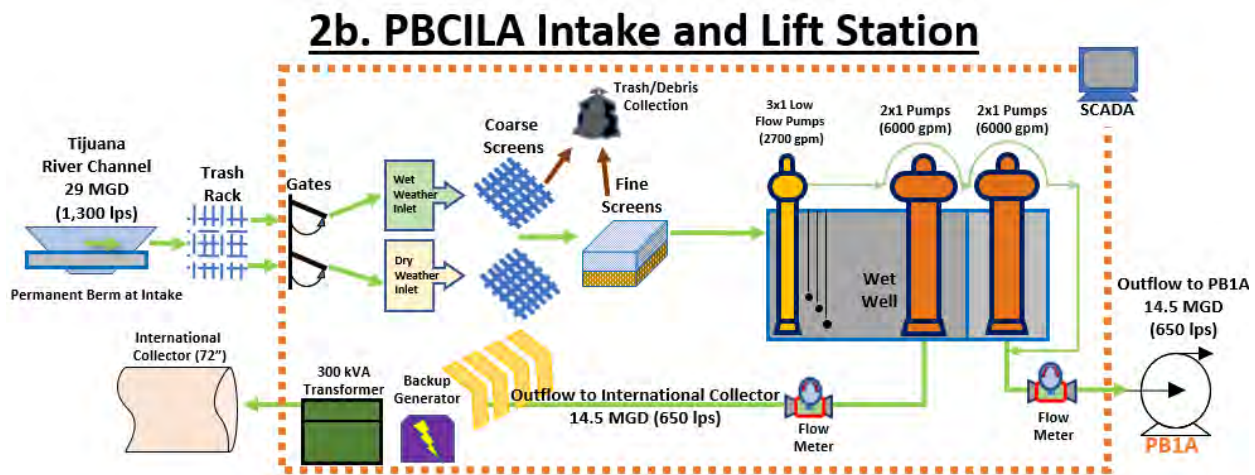 2b. PBCILA Intake and Lift Station
SCADA
Trash/Debris
Collection
3x1 Low
Flow Pumps
(2700 gpm)
2x1 Pumps
(6000 gpm)
2x1 Pumps
(6000 gpm)
Tijuana
River Channel
29 MGD
(1,300 lps)
Trash
Rack
Gates
Wet
Weather
Inlet
Dry
Weather
Inlet
Coarse
Screens
Fine
Screens
Wet
Well
Permanent Berm at Intake
Outflow to PB1A
14.5 MGD
(650 lps)
International
Collector (72")
300 kVA
Transformer
Backup
Generator
Outflow to International Collector
14.5 MGD (650 lps)
Flow
Meter
Flow
Meter
PB1A